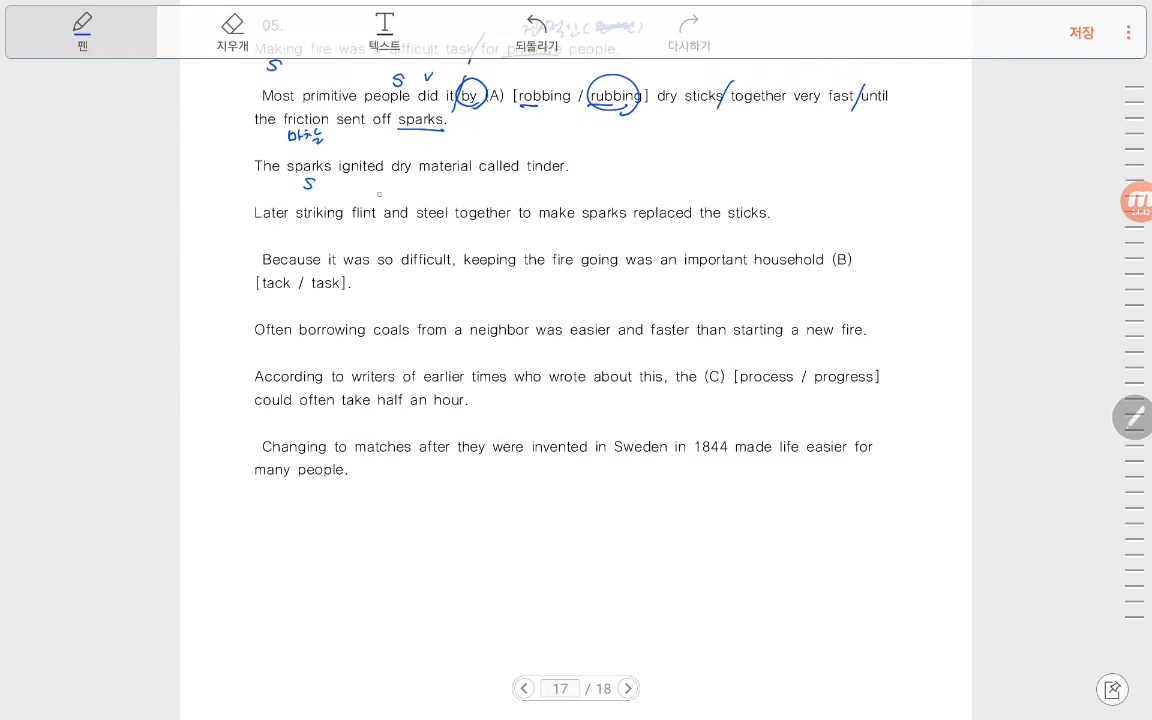 05.
펜
지우개
텍스트
되돌리기
다시하기
저장
Making fire was a difficult task for people.
S
S V
Most primitive people did it by (A) [robbing / rubbing] dry sticks together very fast until
the friction sent off sparks.
마찰
The sparks ignited dry material called tinder.
S
Later striking flint and steel together to make sparks replaced the sticks.
Because it was so difficult, keeping the fire going was an important household (B)
[tack / task].
Often borrowing coals from a neighbor was easier and faster than starting a new fire.
According to writers of earlier times who wrote about this, the (C) [process / progress]
could often take half an hour.
Changing to matches after they were invented in Sweden in 1844 made life easier for
many people.
17 / 18